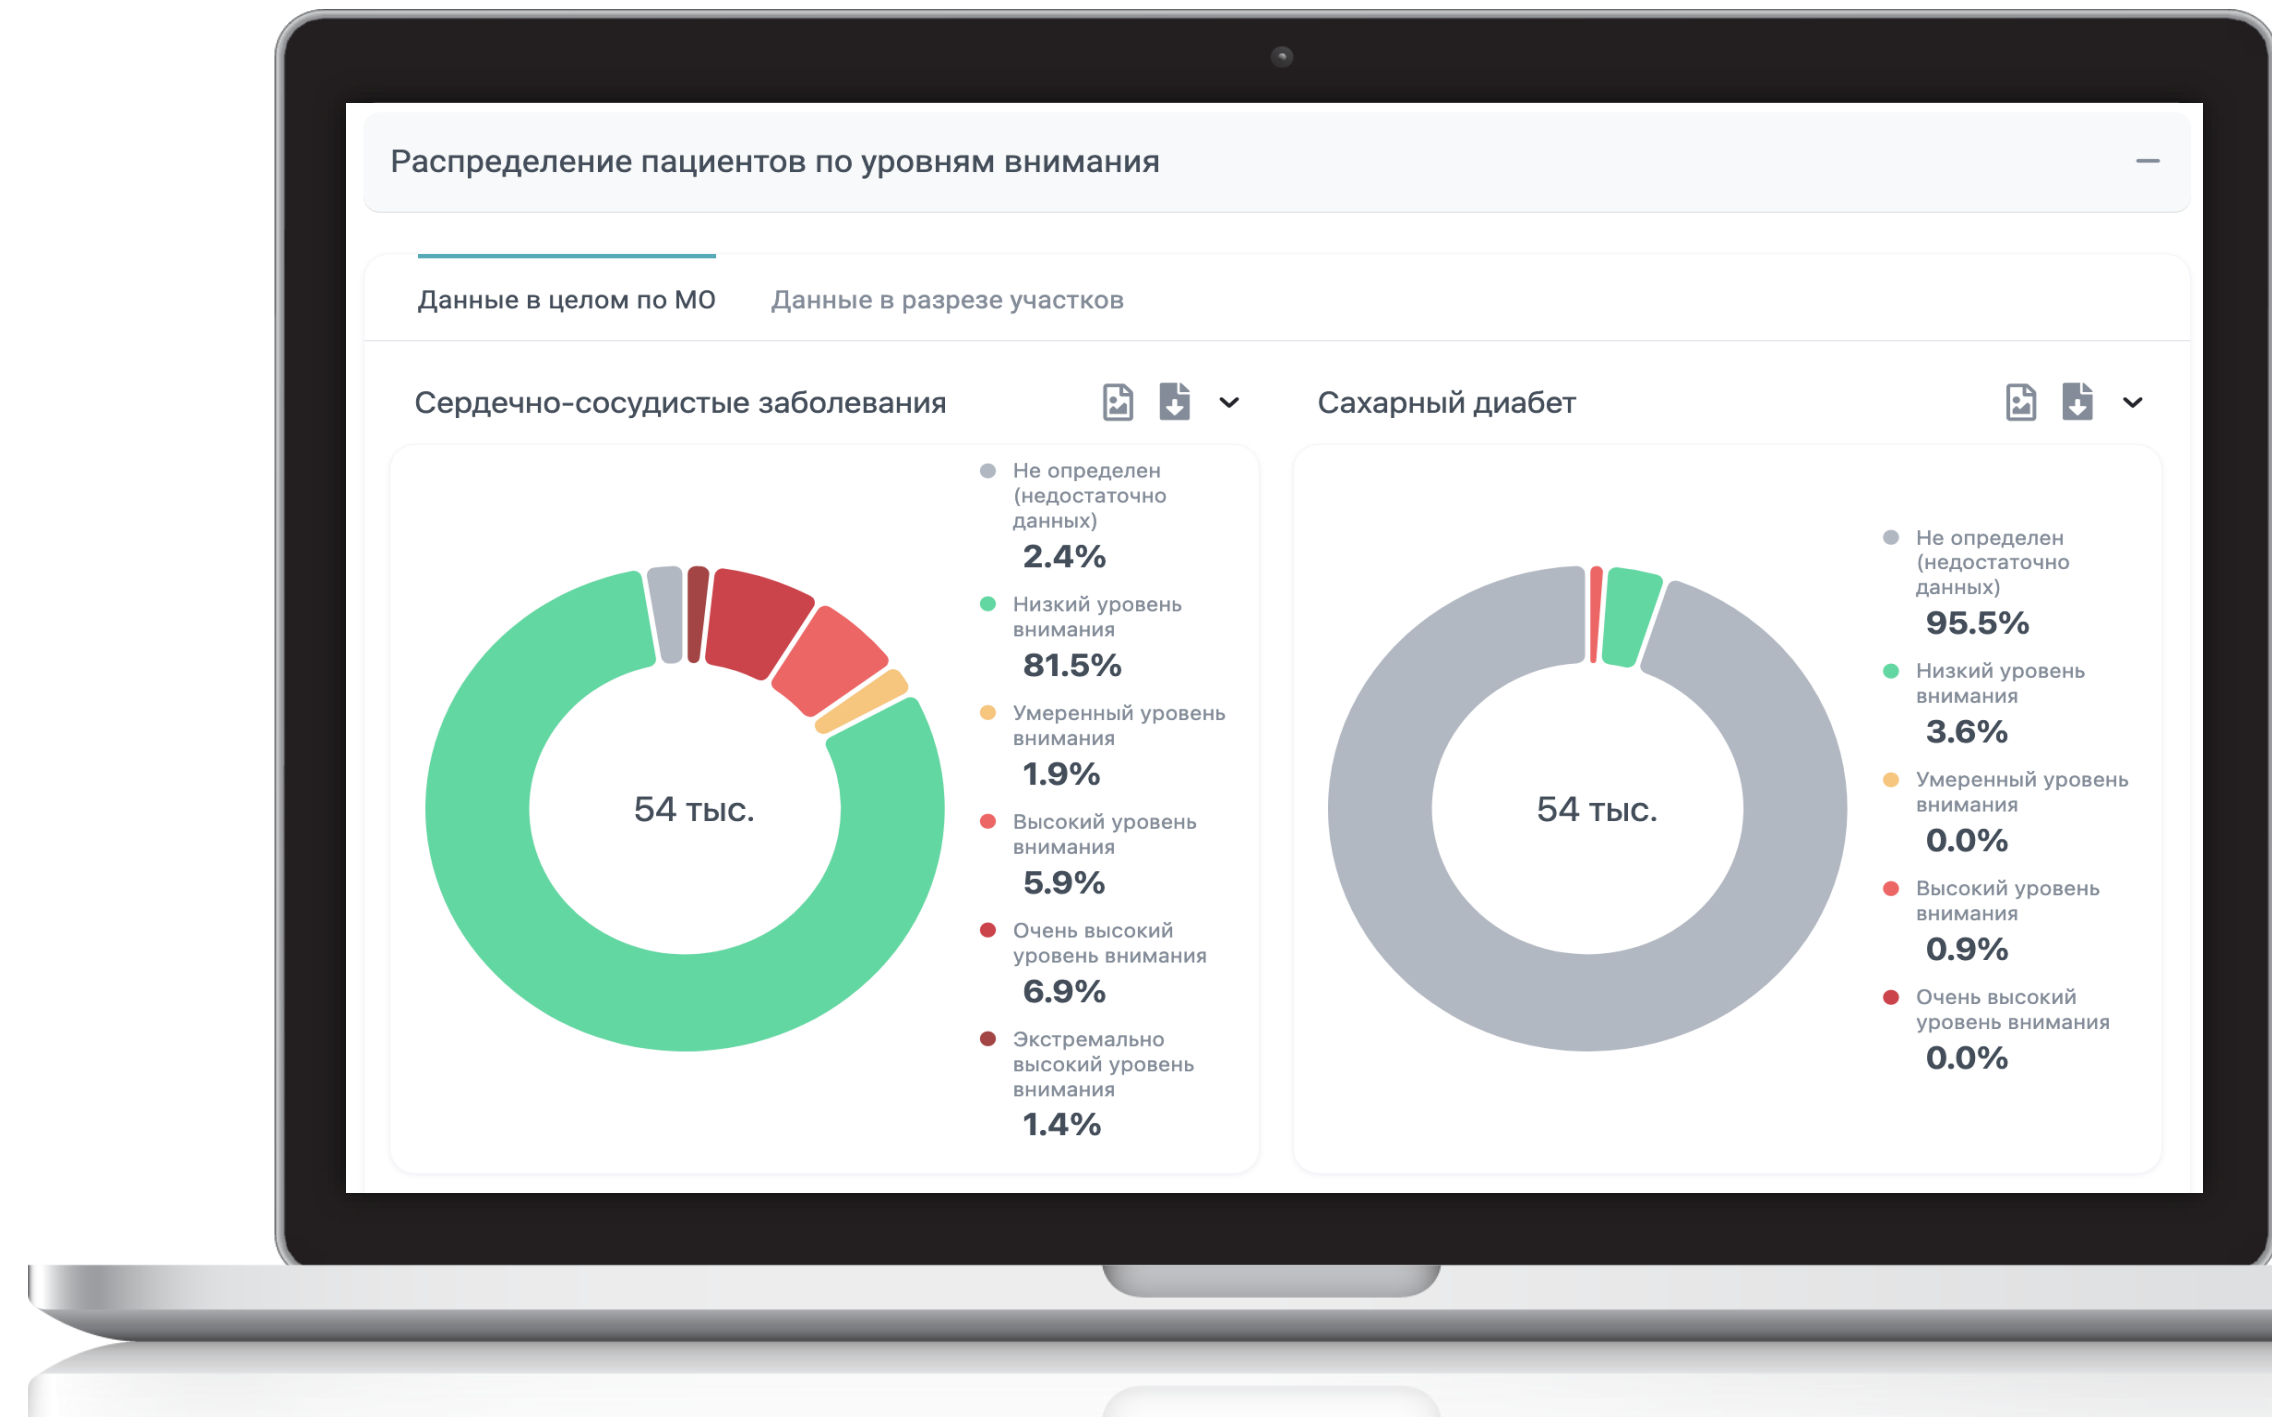 Распределение пациентов по уровням внимания
Данные в целом по МО
Данные в разрезе участков
Сердечно-сосудистые заболевания
54 тыс.
Не определен
(недостаточно
данных)
2.4%
Низкий уровень
внимания
81.5%
Умеренный уровень
внимания
1.9%
Высокий уровень
внимания
5.9%
Очень высокий
уровень внимания
6.9%
Экстремально
высокий уровень
внимания
1.4%
Сахарный диабет
54 тыс.
Не определен
(недостаточно
данных)
95.5%
Низкий уровень
внимания
3.6%
Умеренный уровень
внимания
0.0%
Высокий уровень
внимания
0.9%
Очень высокий
уровень внимания
0.0%